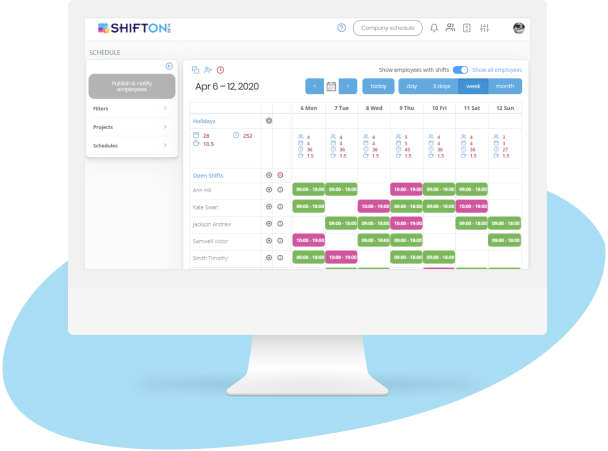 SHIFTON
Company schedule
SCHEDULE
Publish & notify
employees
Filters
Projects
Schedules
Show employees with shifts Show all employees
Apr 6 – 12, 2020
today day 3 days week month
6 Mon 7 Tue 8 Wed 9 Thu 10 Fri 11 Sat 12 Sun
Holidays
28 252 4 4 4 5 4 4 3
10.5 4 4 4 5 4 4 3
36 36 36 45 36 36 27
1.5 1.5 1.5 1.5 1.5 1.5 1.5
Open Shifts
Ann Hill 09:00 - 18:00 09:00 - 18:00 10:00 - 19:00 09:00 - 18:00 09:00 - 18:00
Kate Swan 09:00 - 18:00 10:00 - 19:00 09:00 - 18:00 09:00 - 18:00 10:00 - 19:00
Jackson Andrew 09:00 - 18:00 09:00 - 18:00 10:00 - 19:00 09:00 - 18:00 09:00 - 18:00
Samwell Victor 10:00 - 19:00 09:00 - 18:00 09:00 - 18:00 09:00 - 18:00
Smith Timothy 09:00 - 18:00 10:00 - 19:00 09:00 - 18:00 09:00 - 18:00